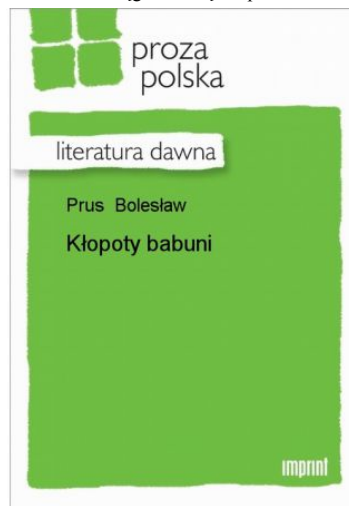 proza
polska
literatura dawna
Prus Bolesław
Kłopoty babuni
imprint